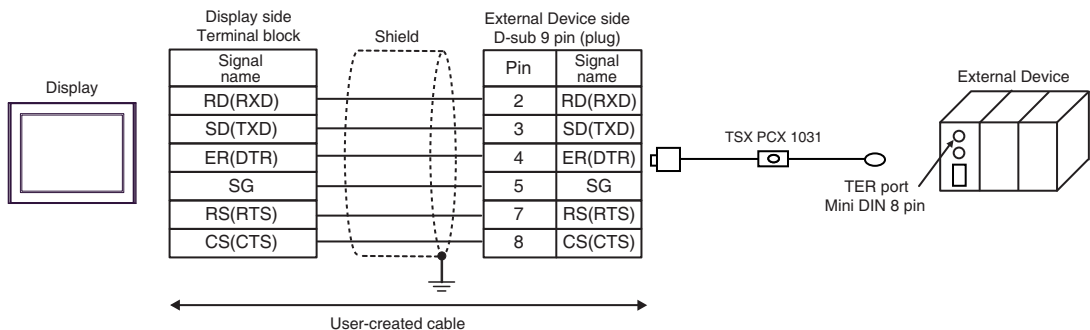 Display
Display side
Terminal block
Shield
External Device side
D-sub 9 pin (plug)
Signal name
Pin
Signal name
RD(RXD)
2
RD(RXD)
SD(TXD)
3
SD(TXD)
ER(DTR)
4
ER(DTR)
SG
5
SG
RS(RTS)
7
RS(RTS)
CS(CTS)
8
CS(CTS)
User-created cable
TSX PCX 1031
External Device
TER port
Mini DIN 8 pin